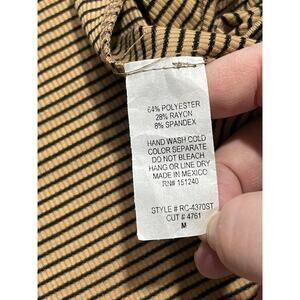 64% POLYESTER
28% RAYON
8% SPANDEX
HAND WASH COLD
COLOR SEPARATE
DO NOT BLEACH
HANG OR LINE DRY
MADE IN MEXICO
RN# 151240
STYLE # RC-4370ST
CUT # 4761
M